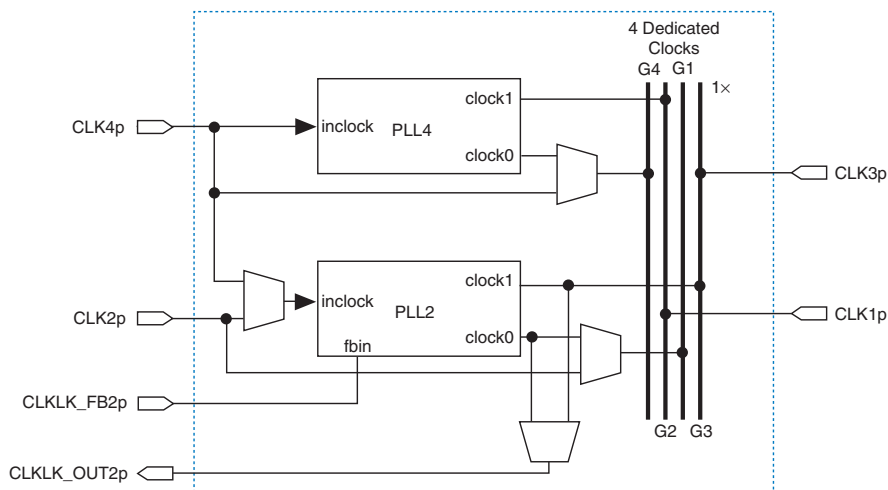 4 Dedicated
Clocks
G4 G1
1×
clock1
CLK4p
inclock
PLL4
clock0
CLK3p
clock1
inclock
PLL2
CLK2p
CLK1p
clock0
fbin
CLKLK_FB2p
G2 G3
CLKLK_OUT2p